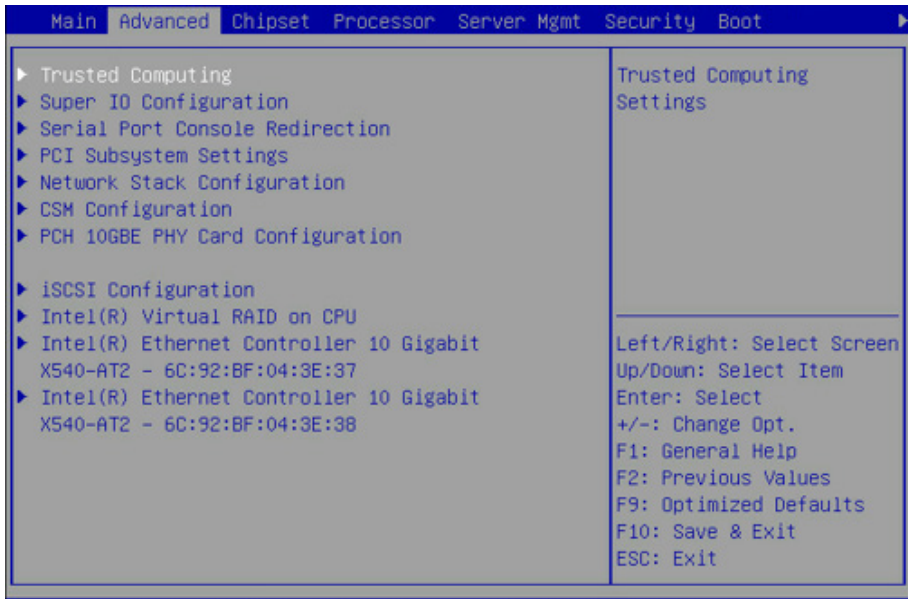 Main Advanced Chipset Processor Server Mgmt Security Boot
Trusted Computing
Super IO Configuration
Serial Port Console Redirection
PCI Subsystem Settings
Network Stack Configuration
CSM Configuration
PCH 10GBE PHY Card Configuration
iSCSI Configuration
Intel(R) Virtual RAID on CPU
Intel(R) Ethernet Controller 10 Gigabit
X540-AT2 - 6C:92:BF:04:3E:37
Intel(R) Ethernet Controller 10 Gigabit
X540-AT2 - 6C:92:BF:04:3E:38
Trusted Computing
Settings
Left/Right: Select Screen
Up/Down: Select Item
Enter: Select
+/-: Change Opt.
F1: General Help
F2: Previous Values
F9: Optimized Defaults
F10: Save & Exit
ESC: Exit